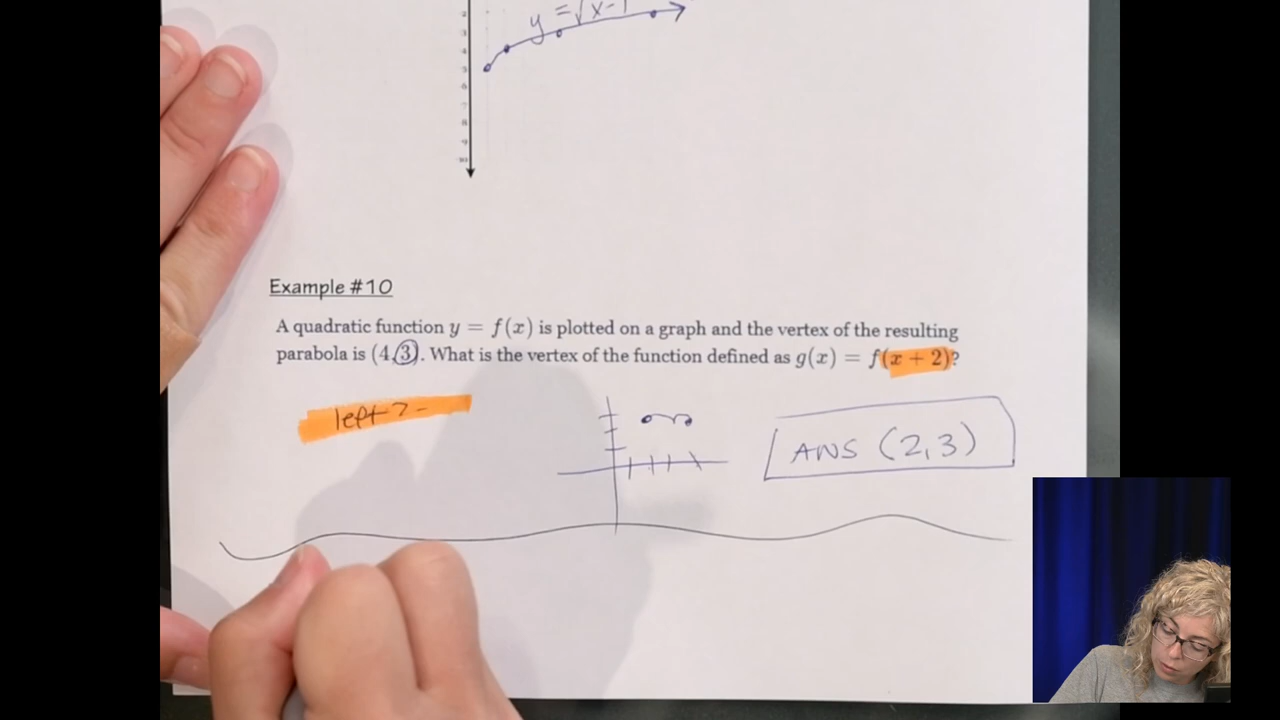 y = √x-1
Example #10
A quadratic function y = f(x) is plotted on a graph and the vertex of the resulting
parabola is (4,3). What is the vertex of the function defined as g(x) = f(x + 2)?
left 2
ANS (2,3)